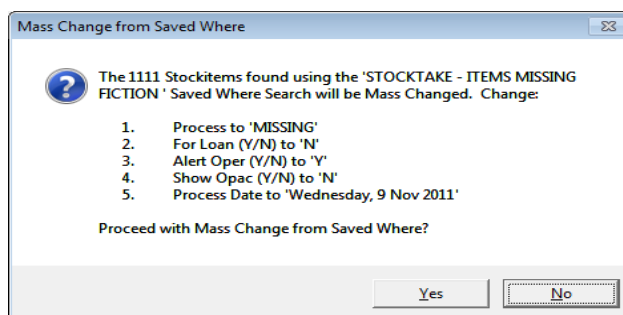 Mass Change from Saved Where
The 1111 Stockitems found using the 'STOCKTAKE - ITEMS MISSING
FICTION ' Saved Where Search will be Mass Changed.  Change:
1. Process to 'MISSING'
2. For Loan (Y/N) to 'N'
3. Alert Oper (Y/N) to 'Y'
4. Show Opac (Y/N) to 'N'
5. Process Date to 'Wednesday, 9 Nov 2011'
Proceed with Mass Change from Saved Where?
Yes No